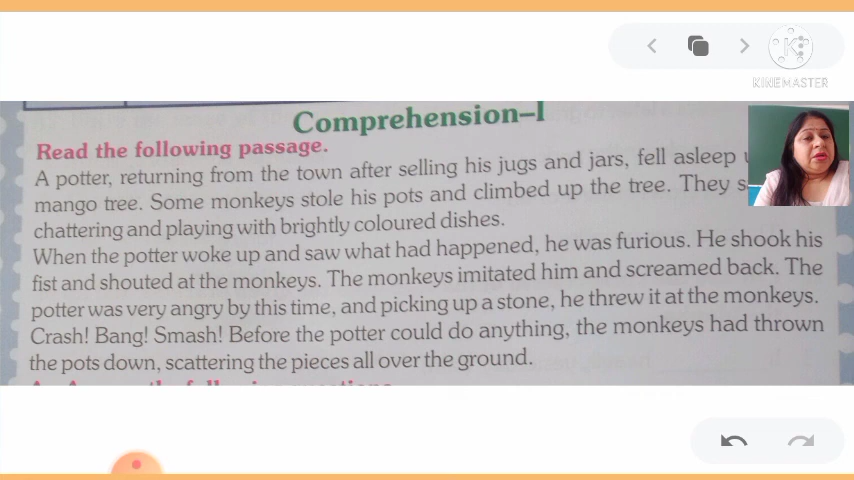 KINEMASTER
Comprehension–I
Read the following passage.
A potter, returning from the town after selling his jugs and jars, fell asleep
mango tree. Some monkeys stole his pots and climbed up the tree. They
chattering and playing with brightly coloured dishes.
When the potter woke up and saw what had happened, he was furious. He shook his
fist and shouted at the monkeys. The monkeys imitated him and screamed back. The
potter was very angry by this time, and picking up a stone, he threw it at the monkeys.
Crash! Bang! Smash! Before the potter could do anything, the monkeys had thrown
the pots down, scattering the pieces all over the ground.